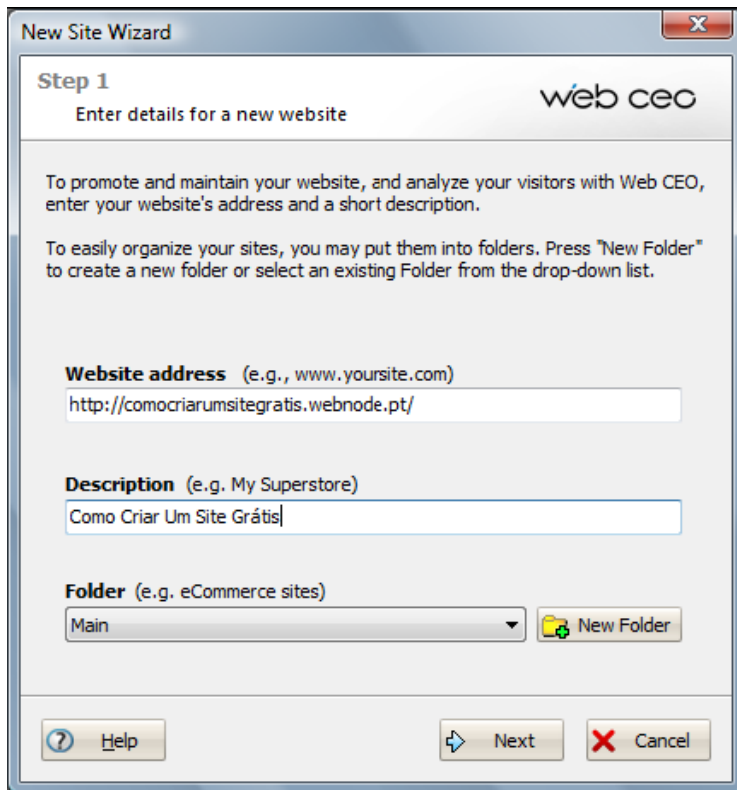 New Site Wizard
Step 1
Enter details for a new website
web ceo
To promote and maintain your website, and analyze your visitors with Web CEO,
enter your website's address and a short description.
To easily organize your sites, you may put them into folders. Press "New Folder"
to create a new folder or select an existing Folder from the drop-down list.
Website address (e.g., www.yoursite.com)
http://comocriarumsitegratis.webnode.pt/
Description (e.g. My Superstore)
Como Criar Um Site Grátis
Folder (e.g. eCommerce sites)
Main New Folder
Help Next Cancel